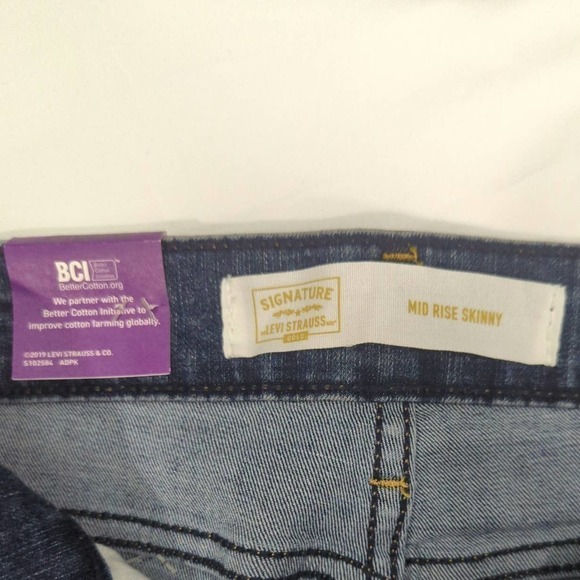 BCI
Better
Cotton
Initiative
BetterCotton.org
We partner with the
Better Cotton Initiative to
improve cotton farming globally.
©2019 LEVI STRAUSS & CO.
S102584 ADPK
SIGNATURE
LEVI STRAUSS
GOLD
MID RISE SKINNY